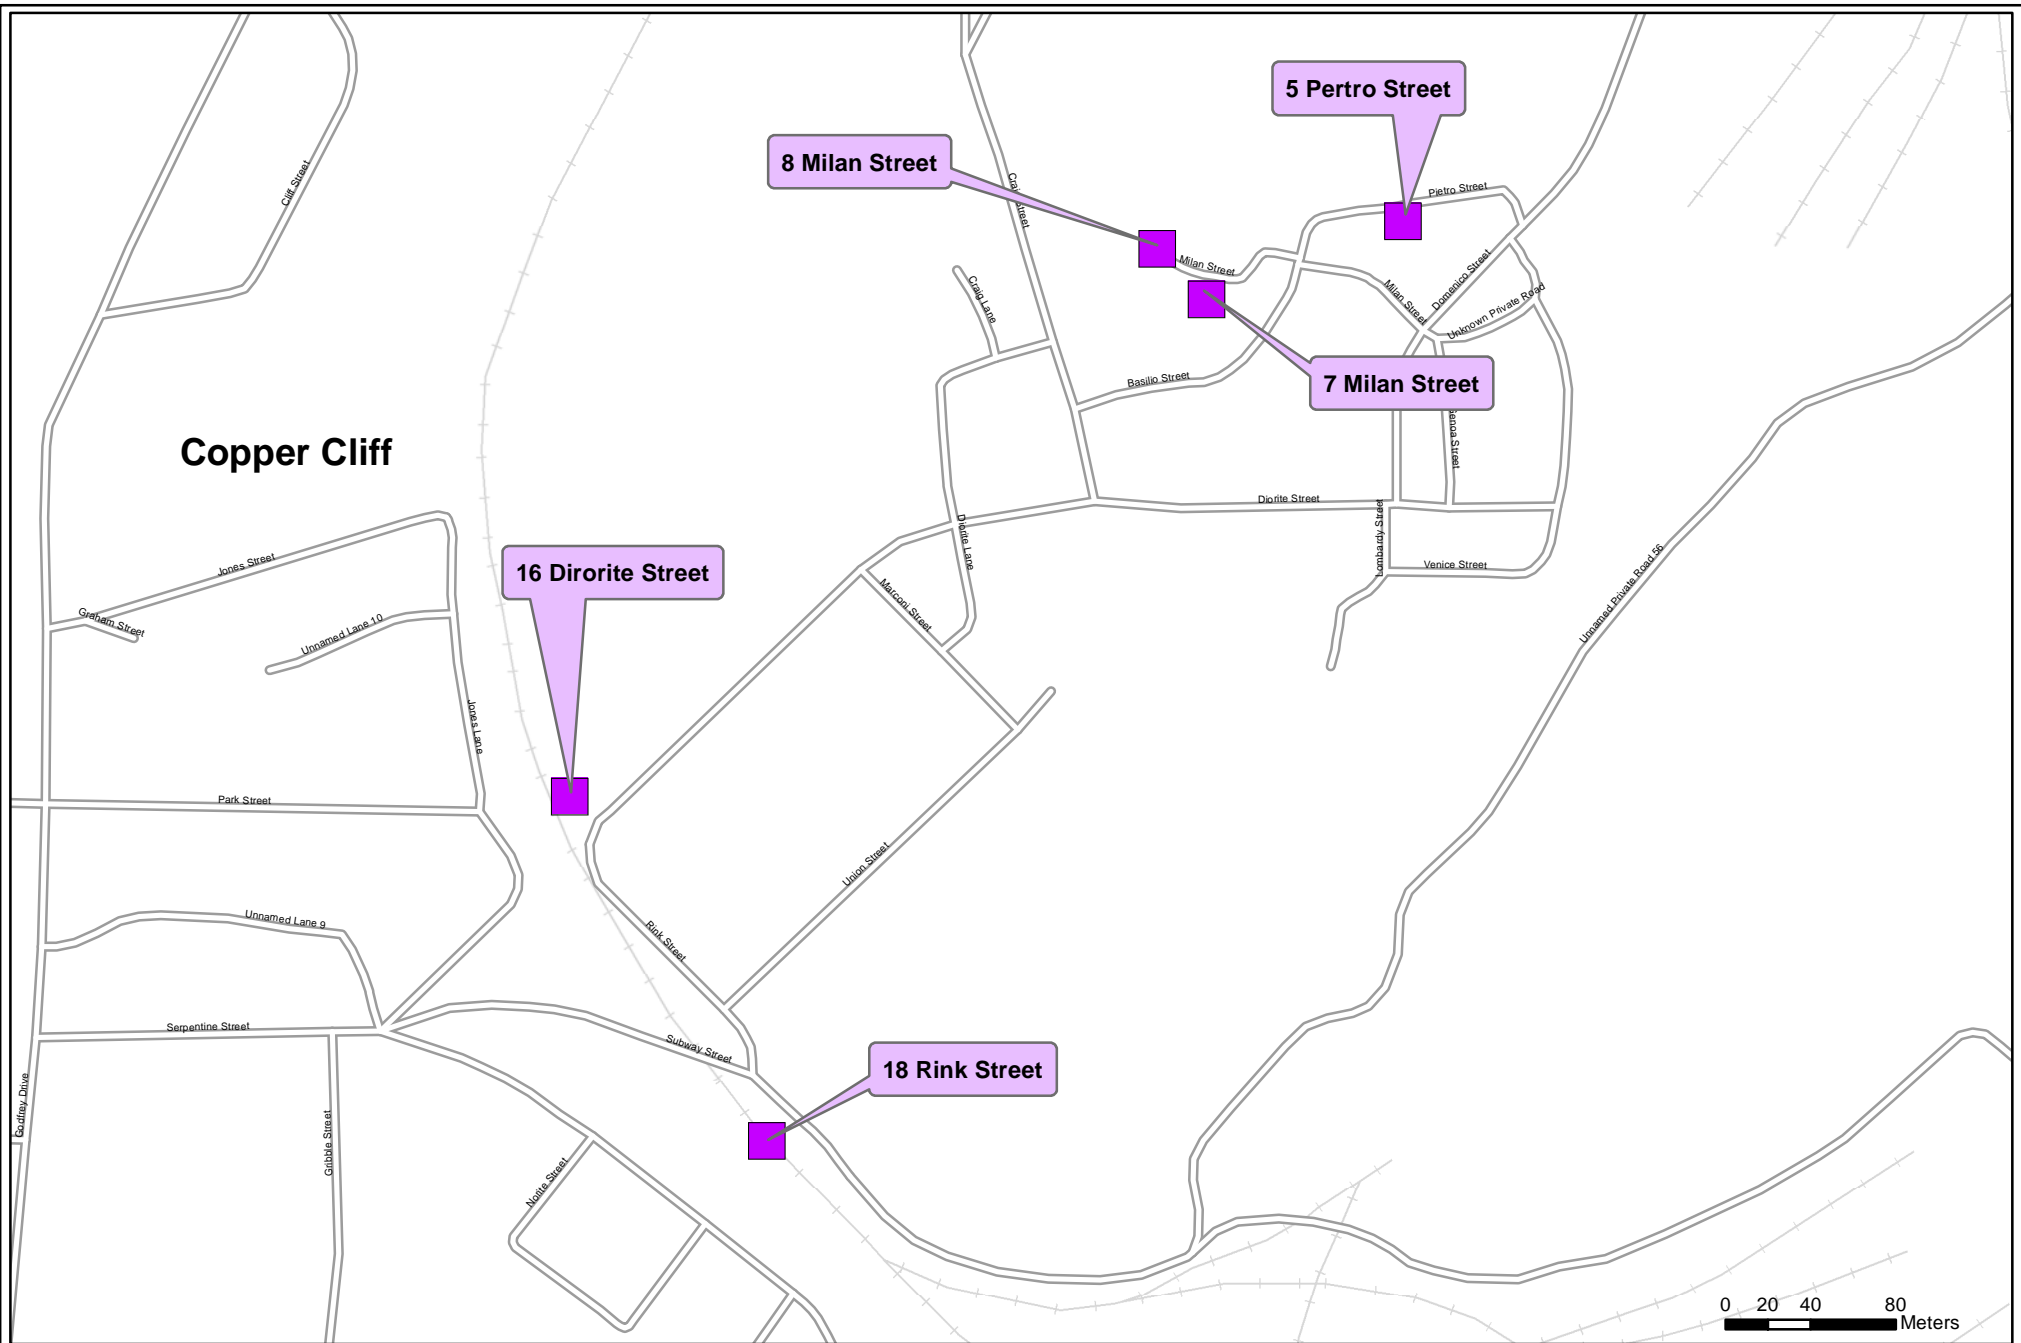 5 Pertro Street
8 Milan Street
Cliff Street
Pietro Street
Milan Street
Domenico Street
Craig Lane
Milan Street
Unknown Private Road
Basilio Street
7 Milan Street
Copper Cliff
Genoa Street
Diorite Street
Lombardy Street
Diorite Lane
Jones Street
16 Dirorite Street
Venice Street
Unnamed Private Road 56
Marconi Street
Graham Street
Unnamed Lane 10
Jones Lane
Park Street
Union Street
Unnamed Lane 9
Rink Street
Serpentine Street
Subway Street
18 Rink Street
Godfrey Drive
Gribble Street
Norite Street
0 20 40 80
Meters